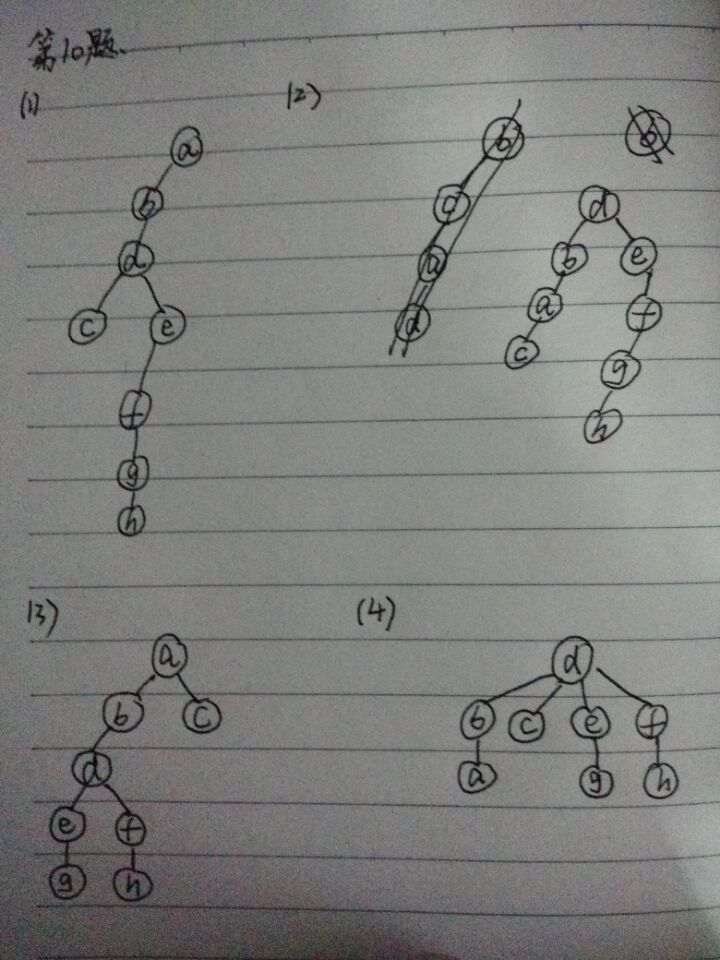 第10题.
(1) (2)
a
b
d
c e
f
g
h
d
b e
a f
c g
h
(3) (4)
a
b c
d
e f
g h
d
b c e f
a g h